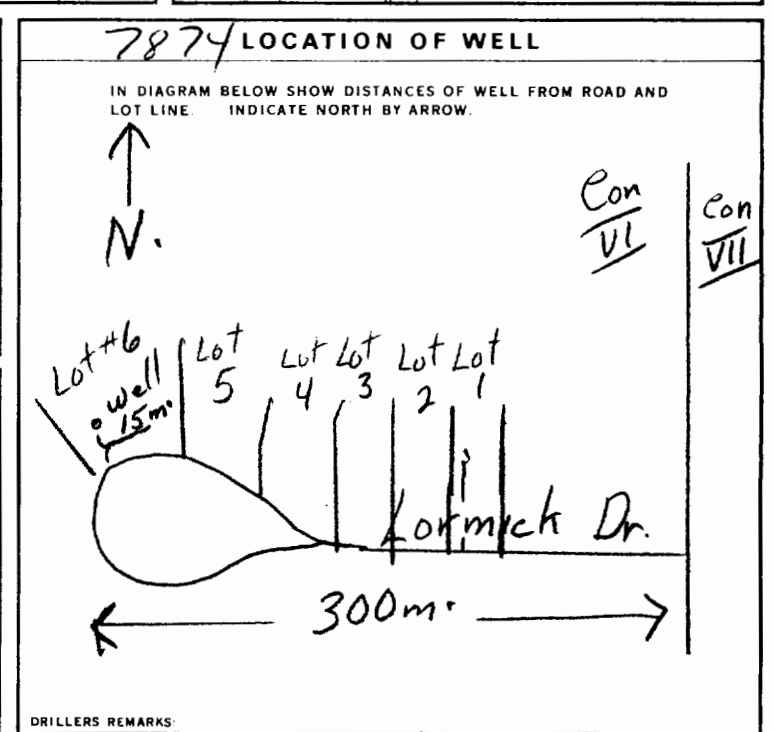 7874 LOCATION OF WELL
IN DIAGRAM BELOW SHOW DISTANCES OF WELL FROM ROAD AND
LOT LINE. INDICATE NORTH BY ARROW.
N.
Con
VI
Con
VII
Lot #6
well
15m.
Lot
5
Lot
4
Lot
3
Lot
2
Lot
1
Lormick Dr.
300m.
DRILLERS REMARKS: